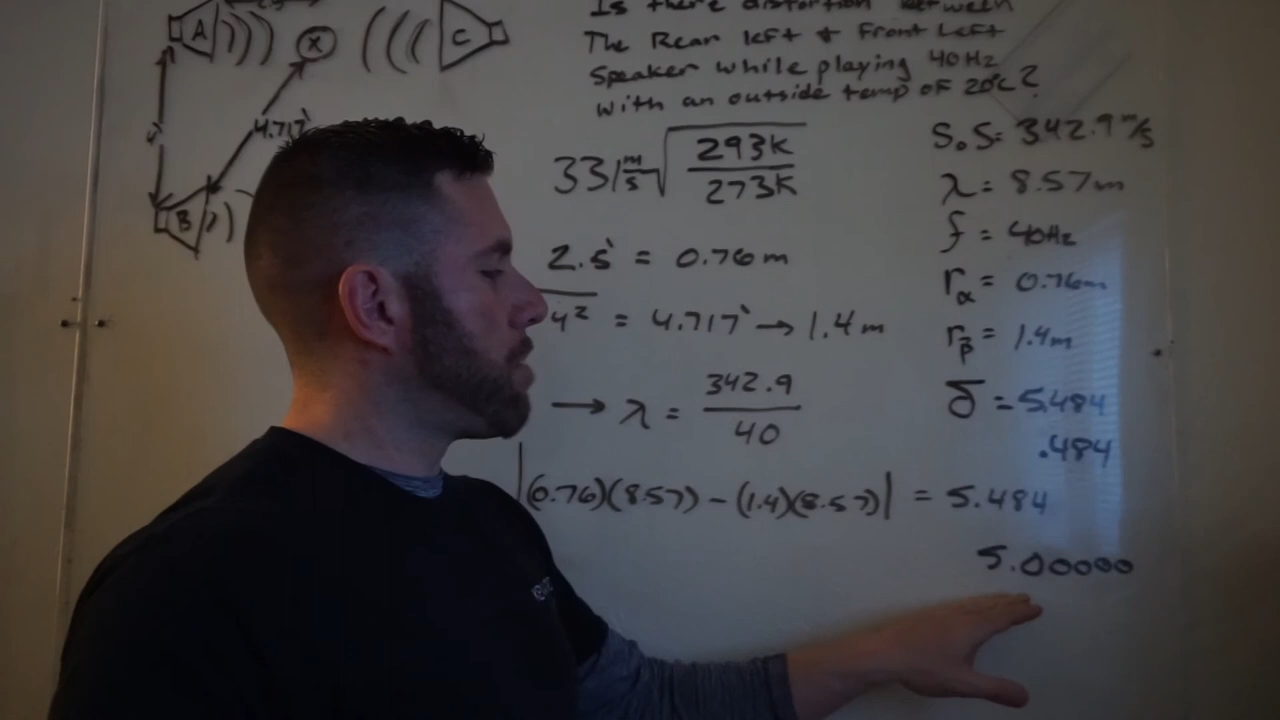 Is there distortion between
The Rear left & Front Left
Speaker while playing 40Hz
with an outside temp of 20°C?
A
X
C
4.717'
B
331 m/s √ 293K / 273K
2.5' = 0.76m
4² = 4.717' → 1.4m
→ λ = 342.9 / 40
|(0.76)(8.57) - (1.4)(8.57)| = 5.484
5.00000
S.o.S = 342.9 m/s
λ = 8.57m
f = 40Hz
rα = 0.76m
rβ = 1.4m
δ = 5.484
.484